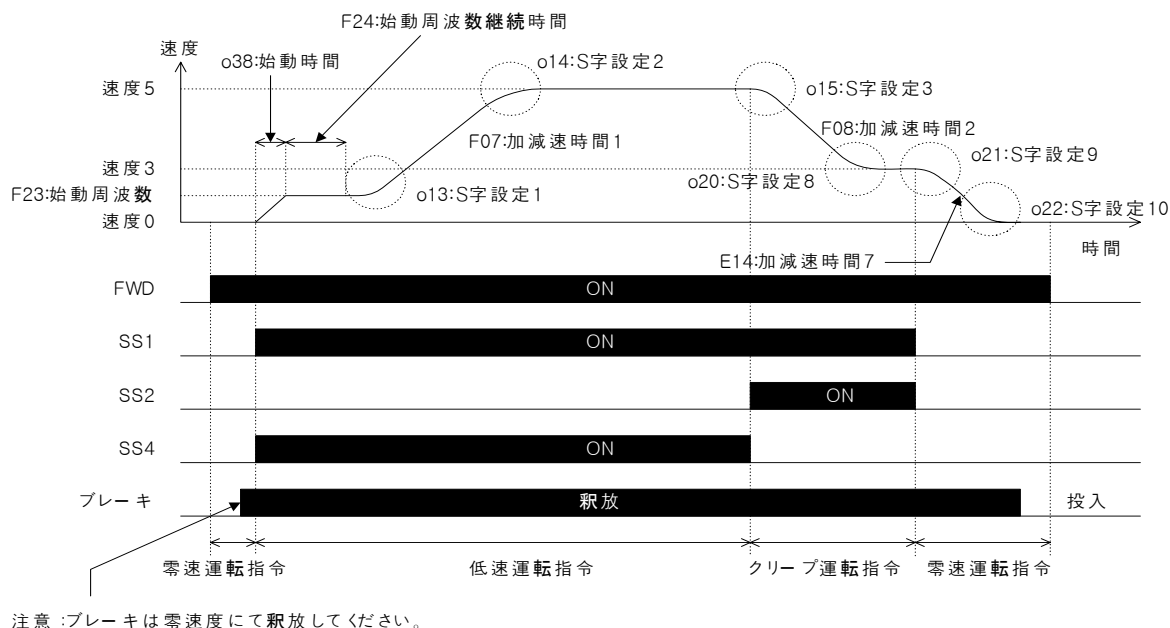 F24:始動周波数継続時間
速度
o38:始動時間
o14:S字設定2
速度5
o15:S字設定3
F07:加減速時間1
F08:加減速時間2
速度3
o21:S字設定9
o20:S字設定8
F23:始動周波数
o13:S字設定1
速度0
o22:S字設定10
時間
E14:加減速時間7
FWD
ON
SS1
ON
SS2
ON
SS4
ON
ブレーキ
釈放
投入
零速運転指令
低速運転指令
クリープ運転指令
零速運転指令
注意:ブレーキは零速度にて釈放してください。